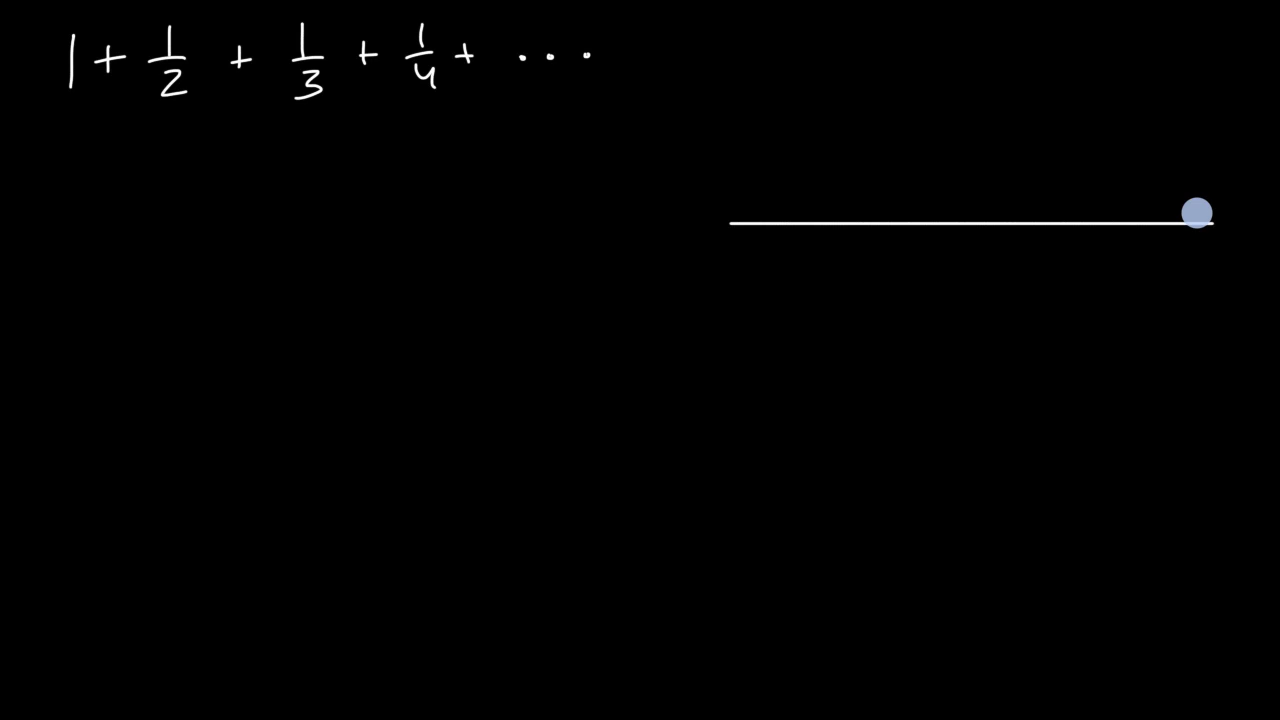 1 + 1/2 + 1/3 + 1/4 + ...